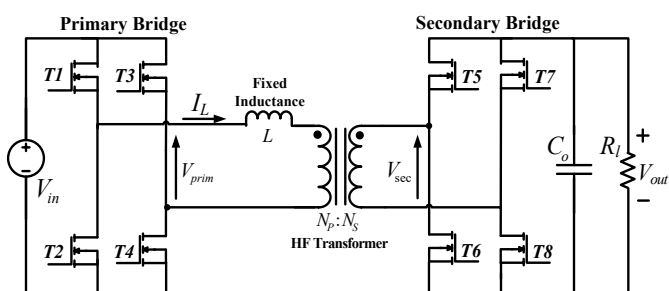 Primary Bridge
Secondary Bridge
T1
T3
I_L
Fixed
Inductance
L
T5
T7
V_in
V_prim
V_sec
C_o
R_l
V_out
N_P:N_S
HF Transformer
T2
T4
T6
T8